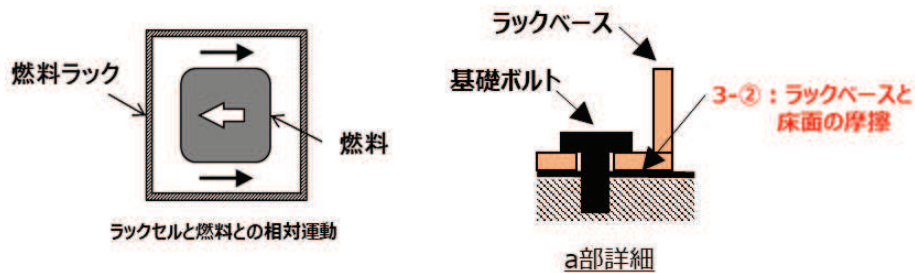 燃料ラック
燃料
ラックセルと燃料との相対運動
ラックベース
基礎ボルト
3-②：ラックベースと
床面の摩擦
a部詳細